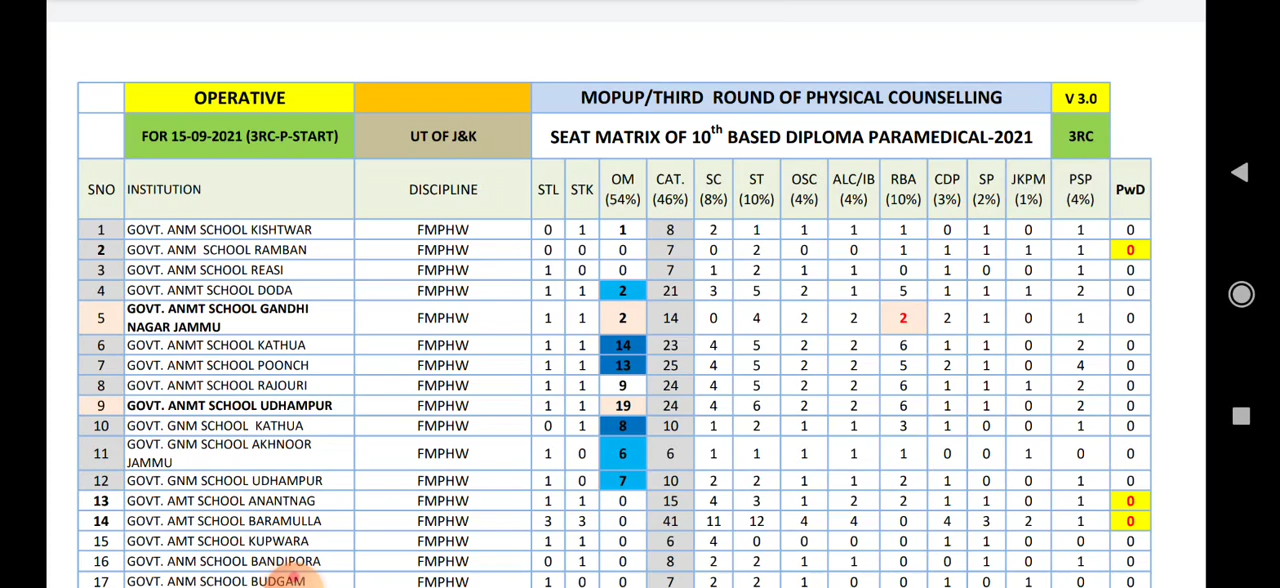 OPERATIVE MOPUP/THIRD ROUND OF PHYSICAL COUNSELLING V 3.0
FOR 15-09-2021 (3RC-P-START) UT OF J&K SEAT MATRIX OF 10th BASED DIPLOMA PARAMEDICAL-2021 3RC
SNO INSTITUTION DISCIPLINE STL STK OM (54%) CAT. (46%) SC (8%) ST (10%) OSC (4%) ALC/IB (4%) RBA (10%) CDP (3%) SP (2%) JKPM (1%) PSP (4%) PwD
1 GOVT. ANM SCHOOL KISHTWAR FMPHW 0 1 1 8 2 1 1 1 1 0 1 0 1 0
2 GOVT. ANM SCHOOL RAMBAN FMPHW 0 0 0 7 0 2 0 0 1 1 1 1 1 0
3 GOVT. ANM SCHOOL REASI FMPHW 1 0 0 7 1 2 1 1 0 1 0 0 1 0
4 GOVT. ANMT SCHOOL DODA FMPHW 1 1 2 21 3 5 2 1 5 1 1 1 2 0
5 GOVT. ANMT SCHOOL GANDHI NAGAR JAMMU FMPHW 1 1 2 14 0 4 2 2 2 2 1 0 1 0
6 GOVT. ANMT SCHOOL KATHUA FMPHW 1 1 14 23 4 5 2 2 6 1 1 0 2 0
7 GOVT. ANMT SCHOOL POONCH FMPHW 1 1 13 25 4 5 2 2 5 2 1 0 4 0
8 GOVT. ANMT SCHOOL RAJOURI FMPHW 1 1 9 24 4 5 2 2 6 1 1 1 2 0
9 GOVT. ANMT SCHOOL UDHAMPUR FMPHW 1 1 19 24 4 6 2 2 6 1 1 0 2 0
10 GOVT. GNM SCHOOL KATHUA FMPHW 0 1 8 10 1 2 1 1 3 1 0 0 1 0
11 GOVT. GNM SCHOOL AKHNOOR JAMMU FMPHW 1 0 6 6 1 1 1 1 1 0 0 1 0 0
12 GOVT. GNM SCHOOL UDHAMPUR FMPHW 1 0 7 10 2 2 1 1 2 1 0 0 1 0
13 GOVT. AMT SCHOOL ANANTNAG FMPHW 1 1 0 15 4 3 1 2 2 1 1 0 1 0
14 GOVT. AMT SCHOOL BARAMULLA FMPHW 3 3 0 41 11 12 4 4 0 4 3 2 1 0
15 GOVT. AMT SCHOOL KUPWARA FMPHW 1 1 0 6 4 0 0 0 0 1 1 0 0 0
16 GOVT. ANM SCHOOL BANDIPORA FMPHW 0 1 0 8 2 2 1 1 0 1 0 1 0
17 GOVT. ANM SCHOOL BUDGAM FMPHW 1 0 0 7 2 2 1 0 0 1 0 1 0 0